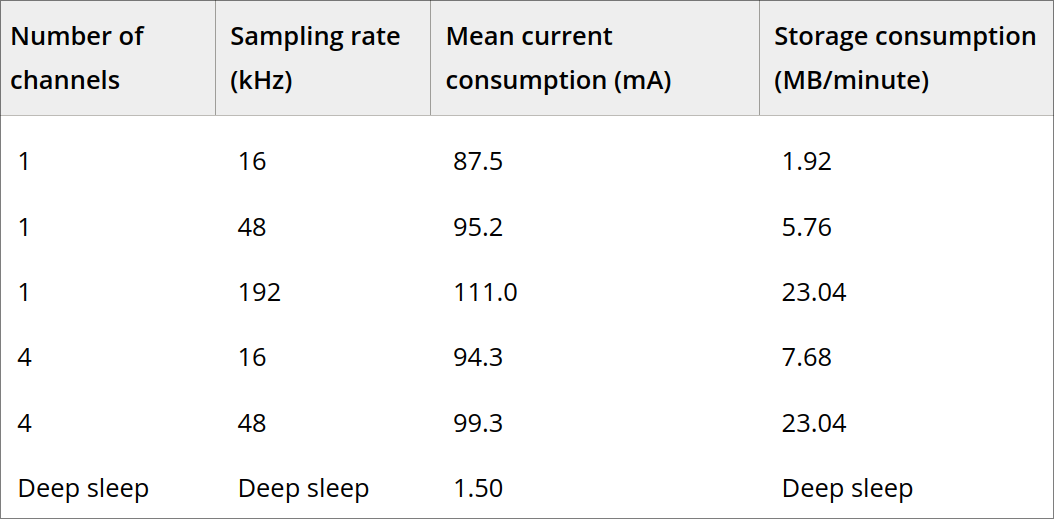 Number of channels Sampling rate (kHz) Mean current consumption (mA) Storage consumption (MB/minute)
1 16 87.5 1.92
1 48 95.2 5.76
1 192 111.0 23.04
4 16 94.3 7.68
4 48 99.3 23.04
Deep sleep Deep sleep 1.50 Deep sleep